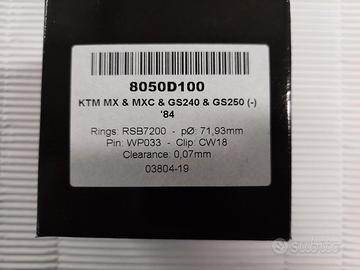 8050D100
KTM MX & MXC & GS240 & GS250 (-)
'84
Rings: RSB7200 - pØ: 71,93mm
Pin: WP033 - Clip: CW18
Clearance: 0,07mm
03804-19
Subito